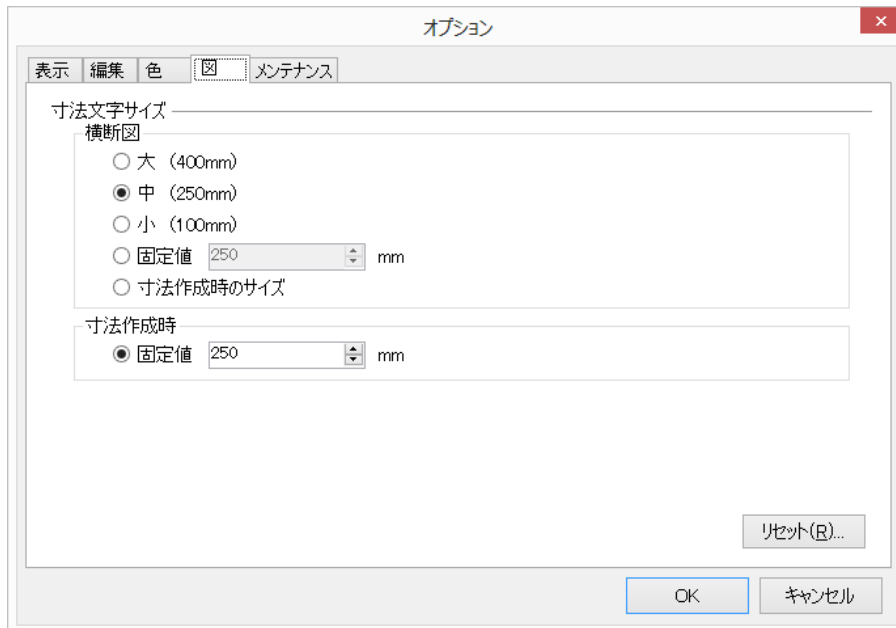 オプション
表示 編集 色 図 メンテナンス
寸法文字サイズ
横断図
大 (400mm)
中 (250mm)
小 (100mm)
固定値 250 mm
寸法作成時のサイズ
寸法作成時
固定値 250 mm
リセット(R)...
OK キャンセル